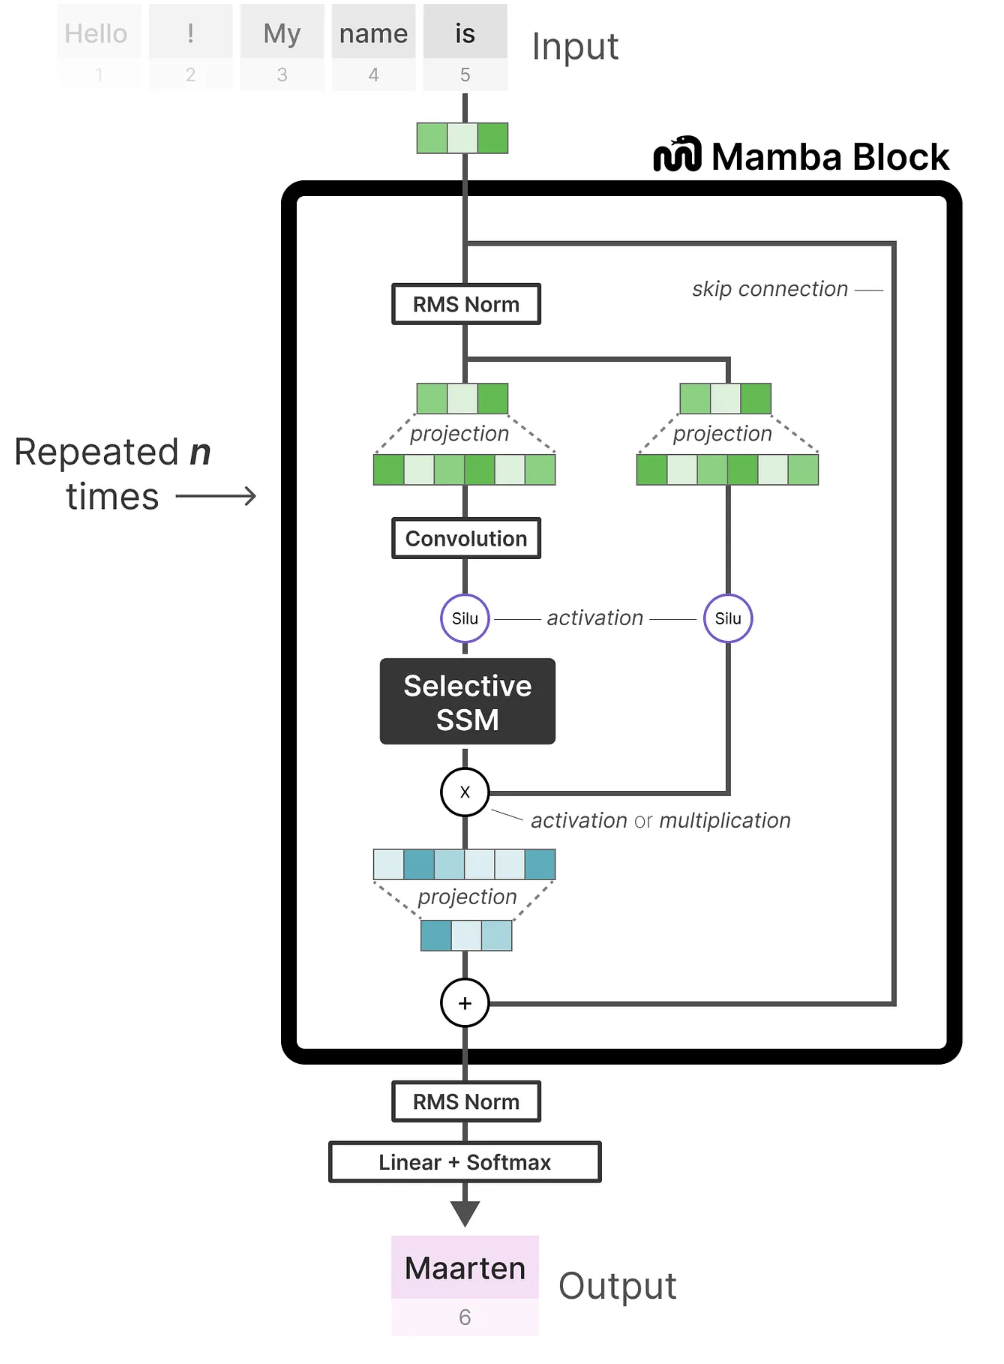 Hello ! My name is
1 2 3 4 5
Input
Mamba Block
skip connection
RMS Norm
projection projection
Repeated n
times
Convolution
Silu activation Silu
Selective
SSM
X
activation or multiplication
projection
+
RMS Norm
Linear + Softmax
Maarten
6
Output